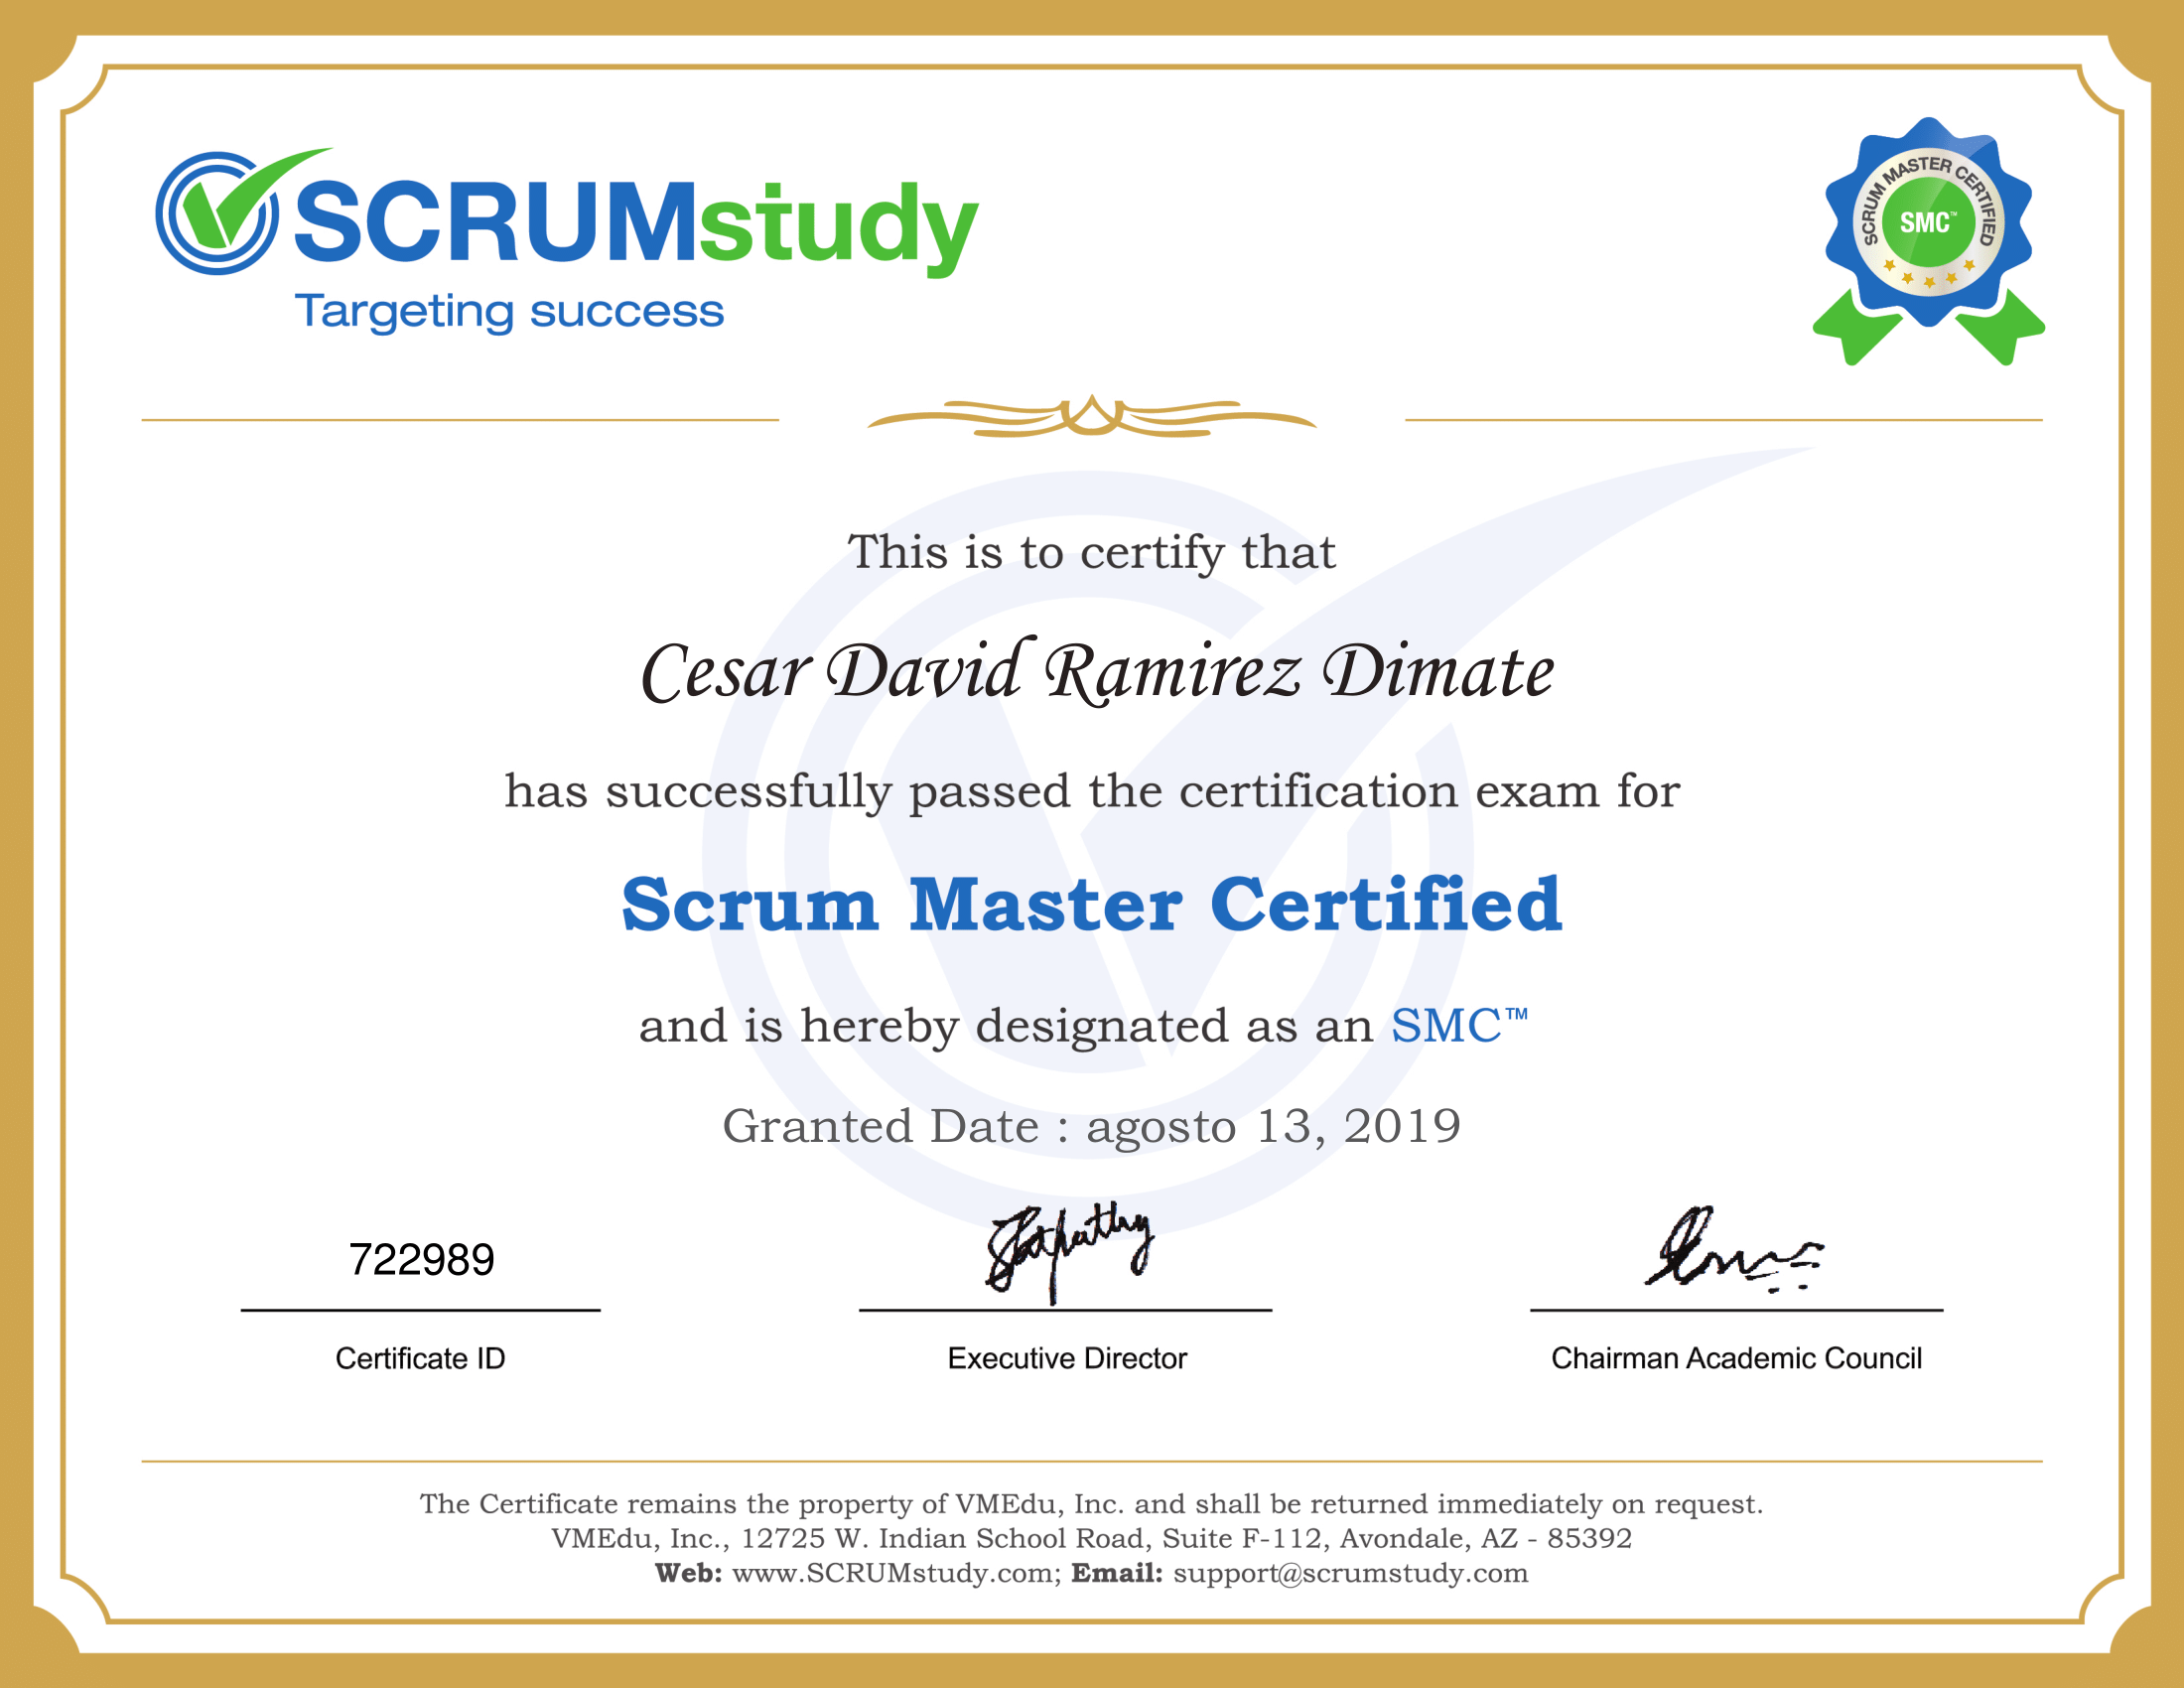 SCRUMstudy
Targeting success
SCRUM MASTER CERTIFIED
SMC™
This is to certify that
Cesar David Ramirez Dimate
has successfully passed the certification exam for
Scrum Master Certified
and is hereby designated as an SMC™
Granted Date : agosto 13, 2019
722989
Certificate ID
Executive Director
Chairman Academic Council
The Certificate remains the property of VMEdu, Inc. and shall be returned immediately on request.
VMEdu, Inc., 12725 W. Indian School Road, Suite F-112, Avondale, AZ - 85392
Web: www.SCRUMstudy.com; Email: support@scrumstudy.com